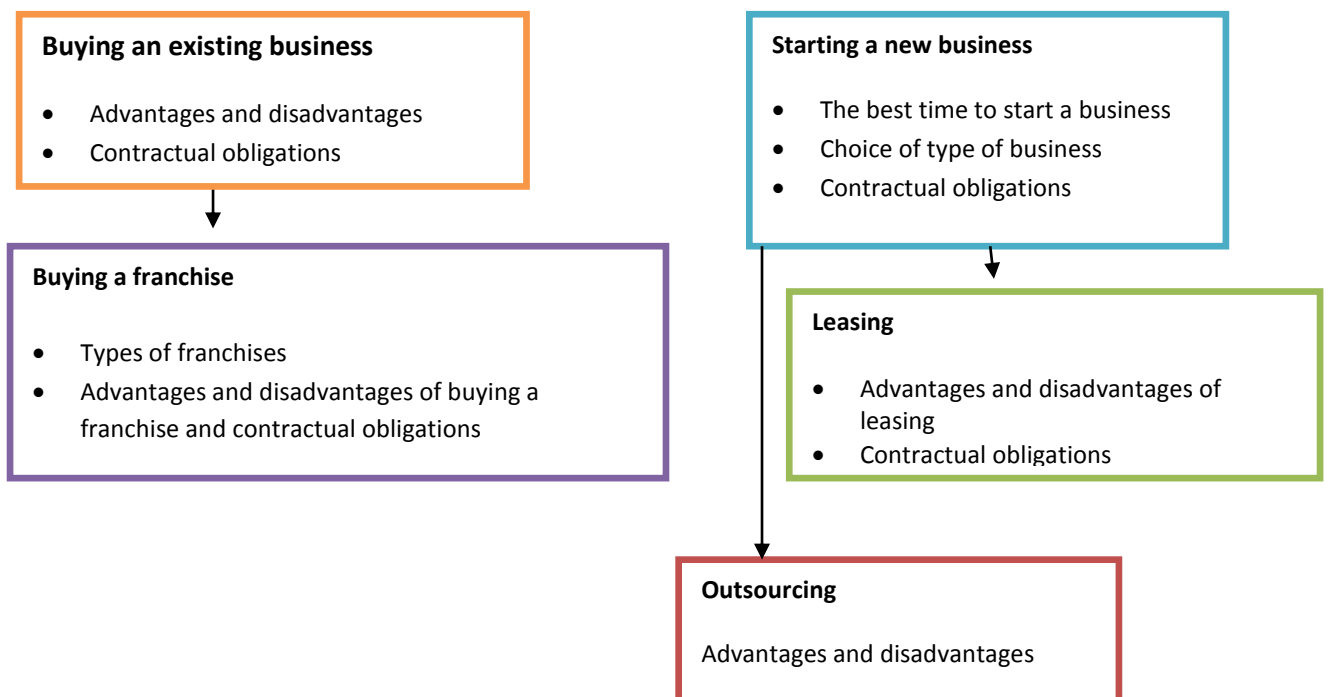 Buying an existing business
• Advantages and disadvantages
• Contractual obligations
Starting a new business
• The best time to start a business
• Choice of type of business
• Contractual obligations
Buying a franchise
• Types of franchises
• Advantages and disadvantages of buying a
franchise and contractual obligations
Leasing
• Advantages and disadvantages of
leasing
• Contractual obligations
Outsourcing
Advantages and disadvantages